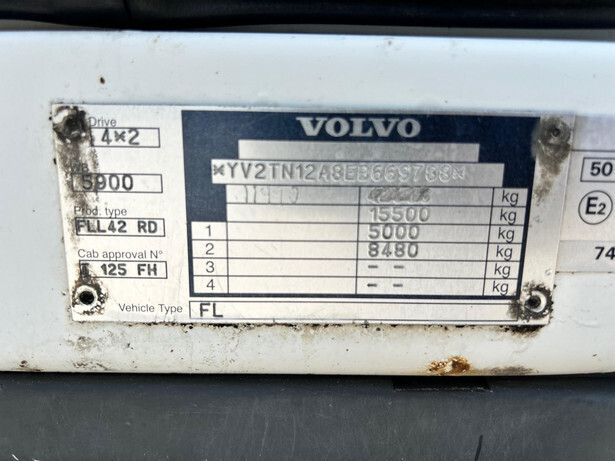 Drive
4×2
5900
Prod. type
FLL42 RD
Cab approval N°
125 FH
VOLVO
kg
15500 kg
1 5000 kg
2 8480 kg
3 -- kg
4 -- kg
Vehicle Type FL
50
E2
74